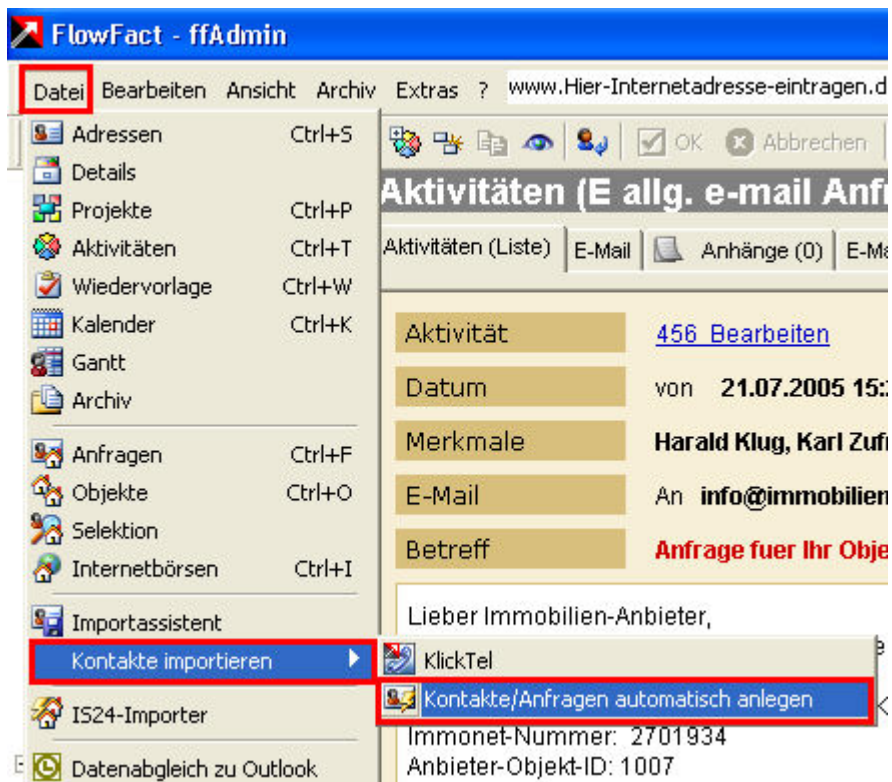 FlowFact - ffAdmin
Datei Bearbeiten Ansicht Archiv Extras ? www.Hier-Internetadresse-eintragen.d
Adressen Ctrl+S
OK Abbrechen
Details
Projekte Ctrl+P
Aktivitäten (E allg. e-mail Anf
Aktivitäten Ctrl+T
Aktivitäten (Liste) E-Mail Anhänge (0) E-Ma
Wiedervorlage Ctrl+W
Kalender Ctrl+K
Aktivität 456 Bearbeiten
Gantt
Datum von 21.07.2005 15:
Archiv
Merkmale Harald Klug, Karl Zuf
Anfragen Ctrl+F
Objekte Ctrl+O
E-Mail An info@immobilien
Selektion
Betreff Anfrage fuer Ihr Obje
Internetbörsen Ctrl+I
Importassistent
Lieber Immobilien-Anbieter,
Kontakte importieren
KlickTel
Kontakte/Anfragen automatisch anlegen
IS24-Importer
Immonet-Nummer: 2701934
Datenabgleich zu Outlook
Anbieter-Objekt-ID: 1007